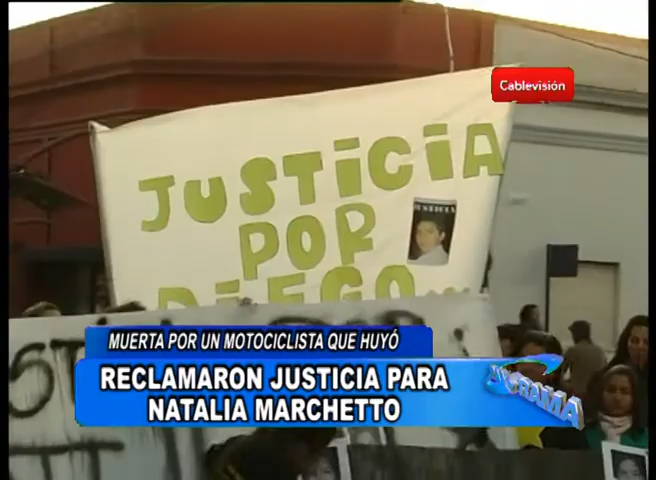 Cablevisión
JUSTICIA
POR
DIEGO...
JUSTICIA
MUERTA POR UN MOTOCICLISTA QUE HUYÓ
RECLAMARON JUSTICIA PARA
NATALIA MARCHETTO